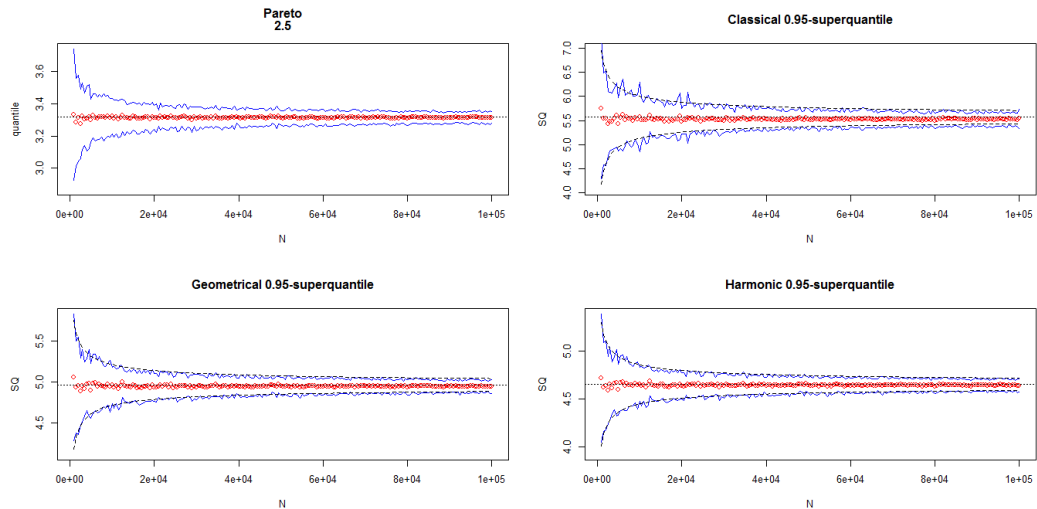 Pareto
2.5
quantile
3.6
3.4
3.2
3.0
0e+00 2e+04 4e+04 6e+04 8e+04 1e+05
N
Classical 0.95-superquantile
SQ
7.0
6.5
6.0
5.5
5.0
4.5
4.0
0e+00 2e+04 4e+04 6e+04 8e+04 1e+05
N
Geometrical 0.95-superquantile
SQ
5.5
5.0
4.5
0e+00 2e+04 4e+04 6e+04 8e+04 1e+05
N
Harmonic 0.95-superquantile
SQ
5.0
4.5
4.0
0e+00 2e+04 4e+04 6e+04 8e+04 1e+05
N